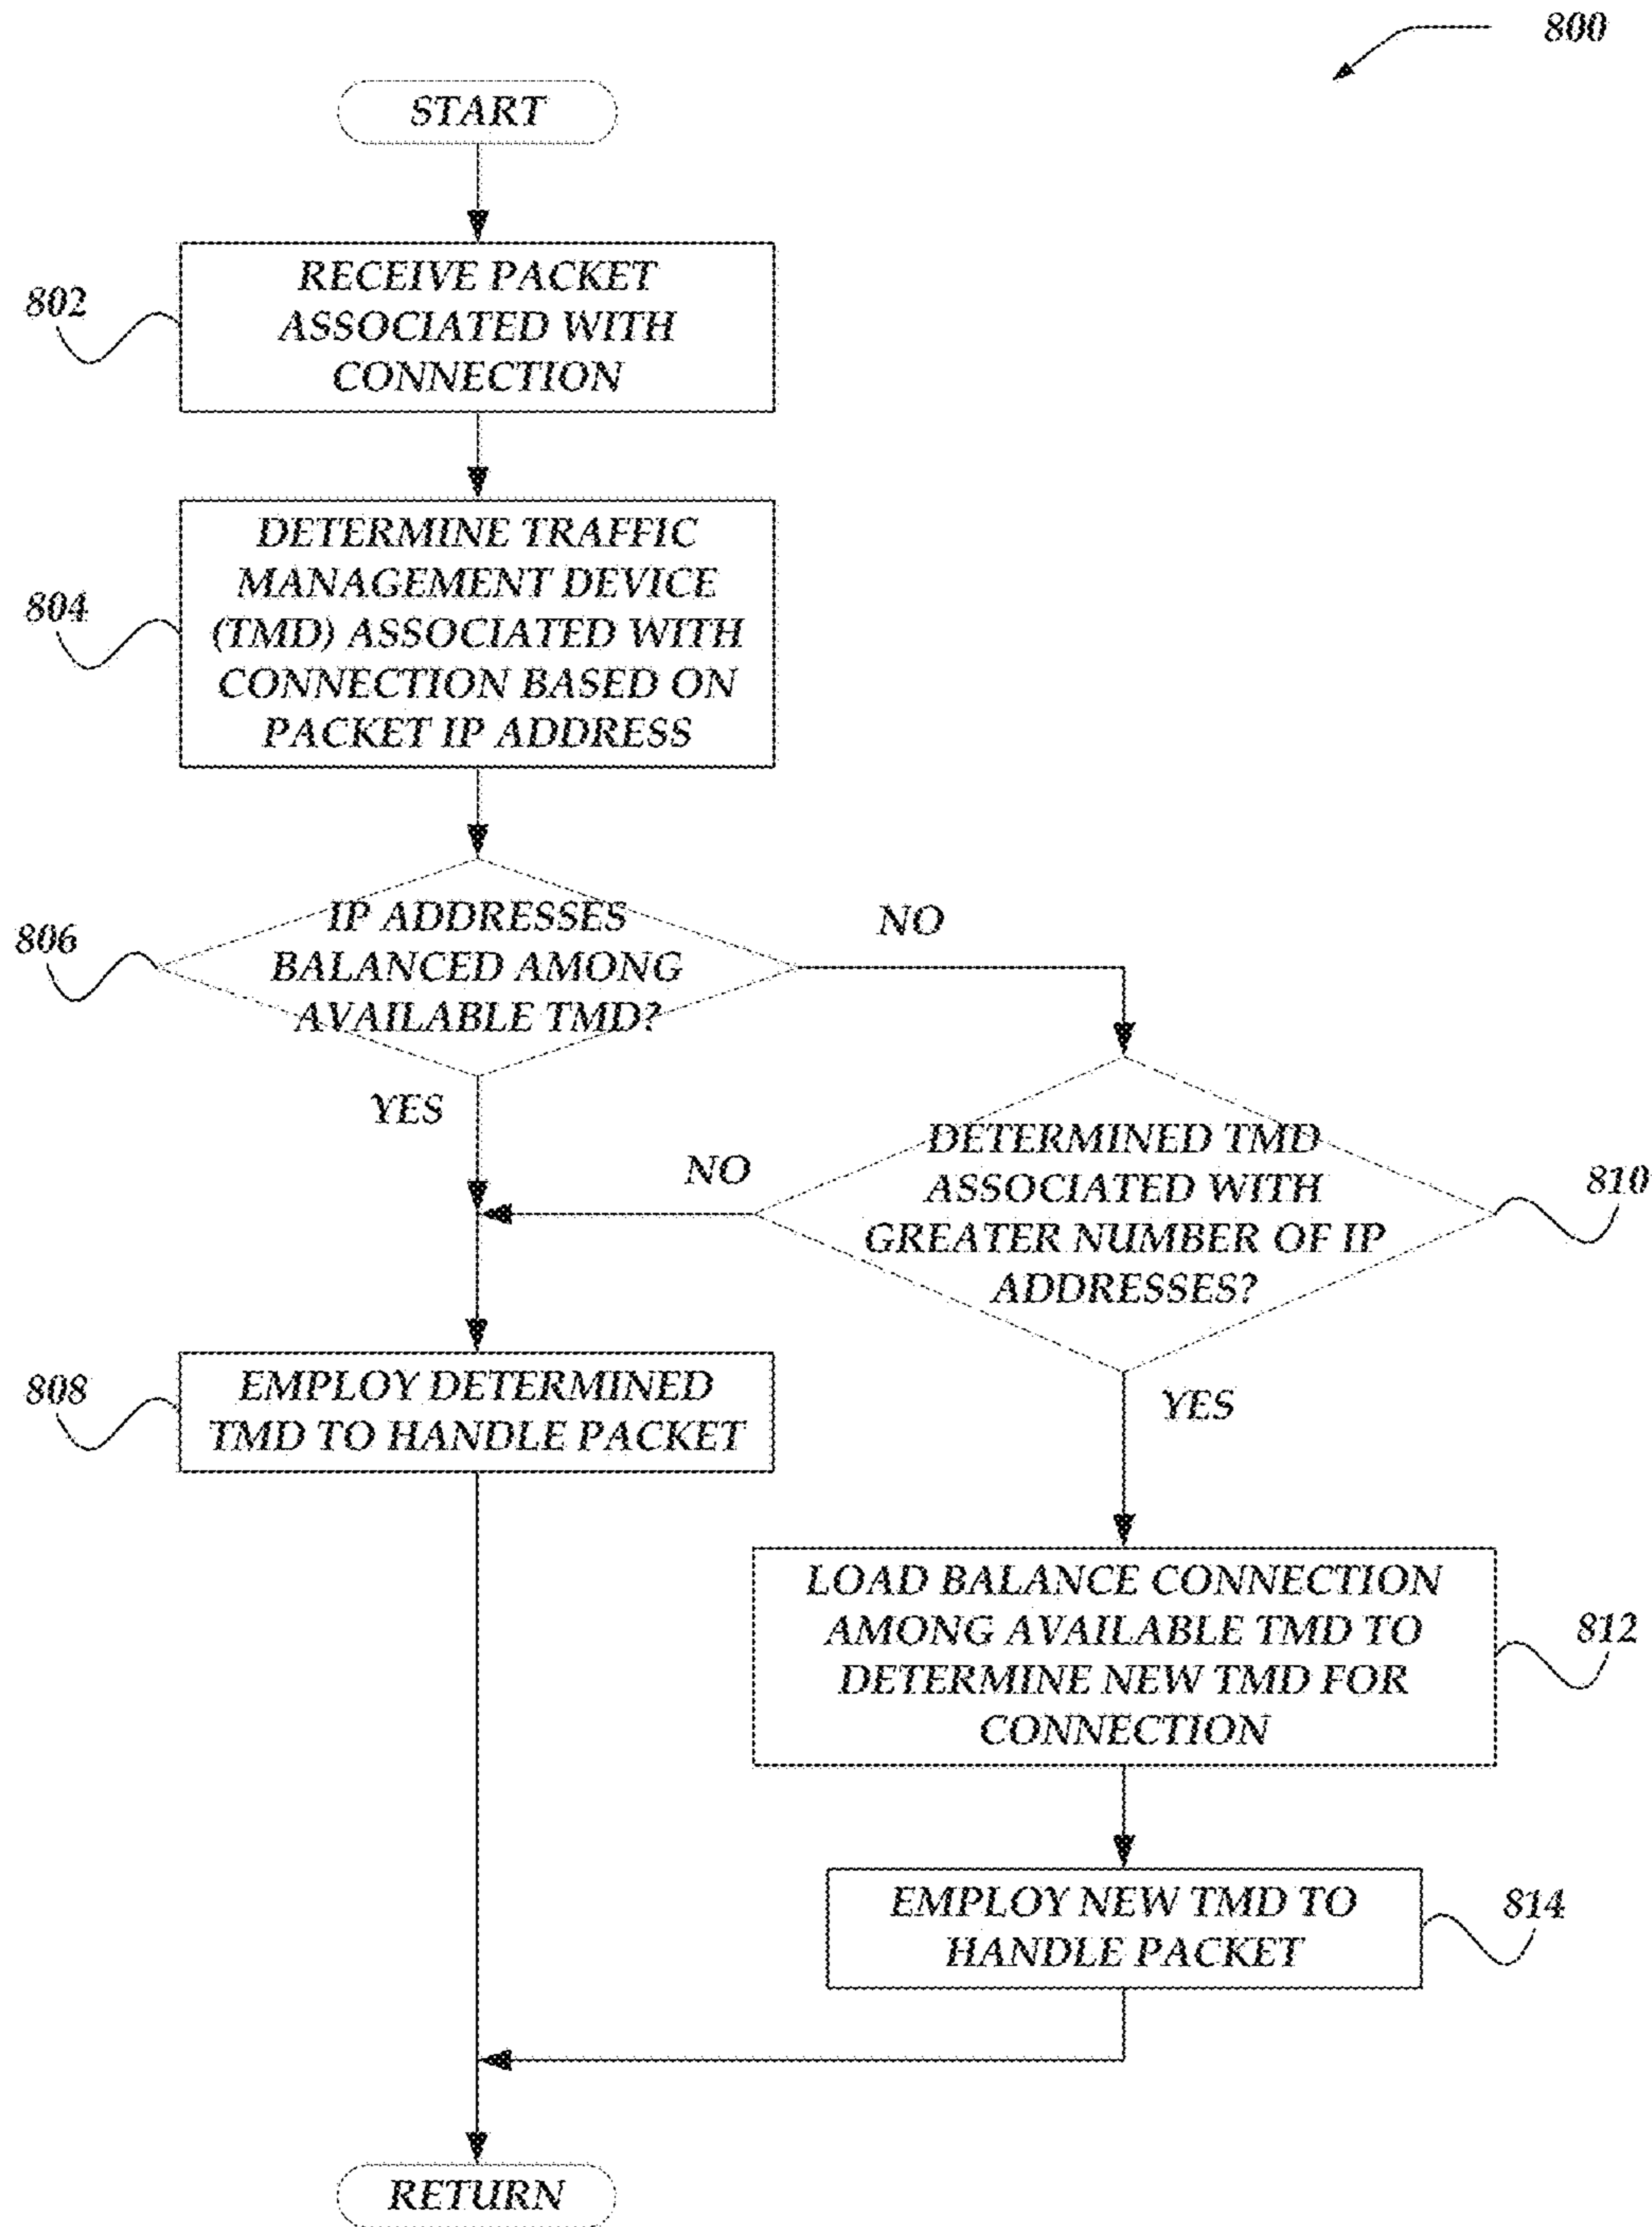 800
START
802
RECEIVE PACKET
ASSOCIATED WITH
CONNECTION
804
DETERMINE TRAFFIC
MANAGEMENT DEVICE
(TMD) ASSOCIATED WITH
CONNECTION BASED ON
PACKET IP ADDRESS
806
IP ADDRESSES
BALANCED AMONG
AVAILABLE TMD?
NO
YES
NO
DETERMINED TMD
ASSOCIATED WITH
GREATER NUMBER OF IP
ADDRESSES?
810
808
EMPLOY DETERMINED
TMD TO HANDLE PACKET
YES
LOAD BALANCE CONNECTION
AMONG AVAILABLE TMD TO
DETERMINE NEW TMD FOR
CONNECTION
812
EMPLOY NEW TMD TO
HANDLE PACKET
814
RETURN